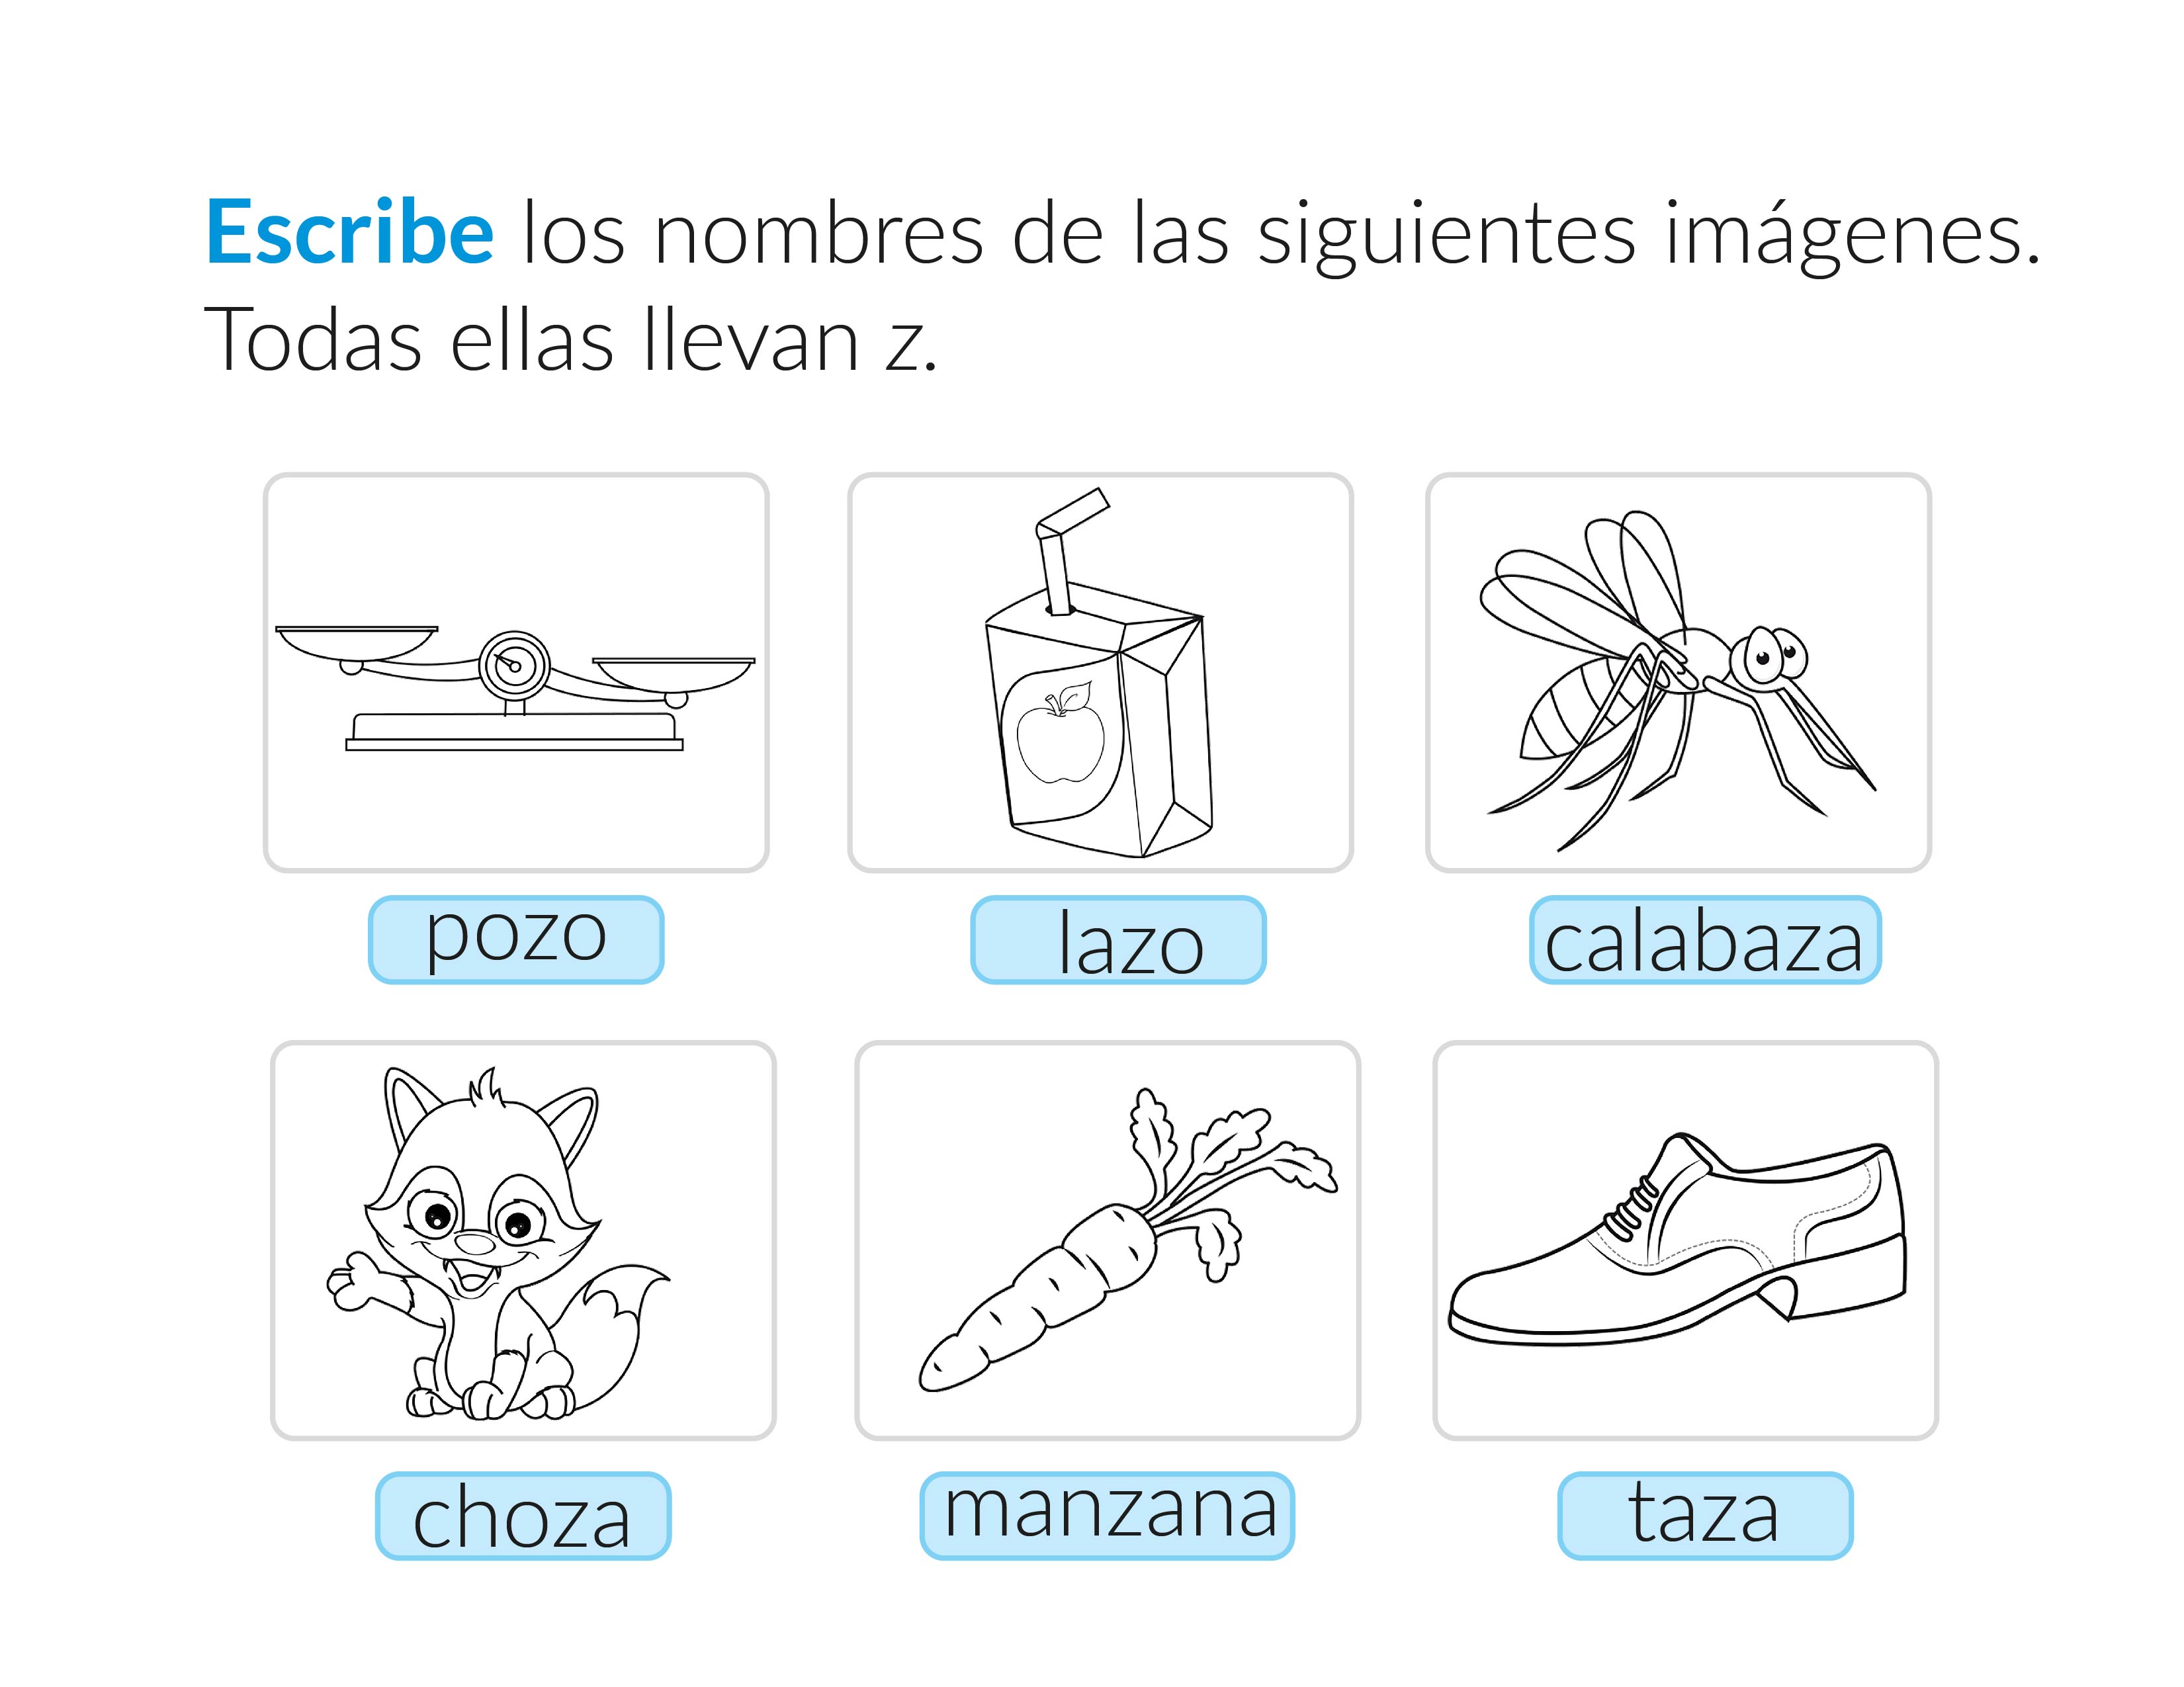 Escribe los nombres de las siguientes imágenes.
Todas ellas llevan z.
pozo
lazo
calabaza
choza
manzana
taza